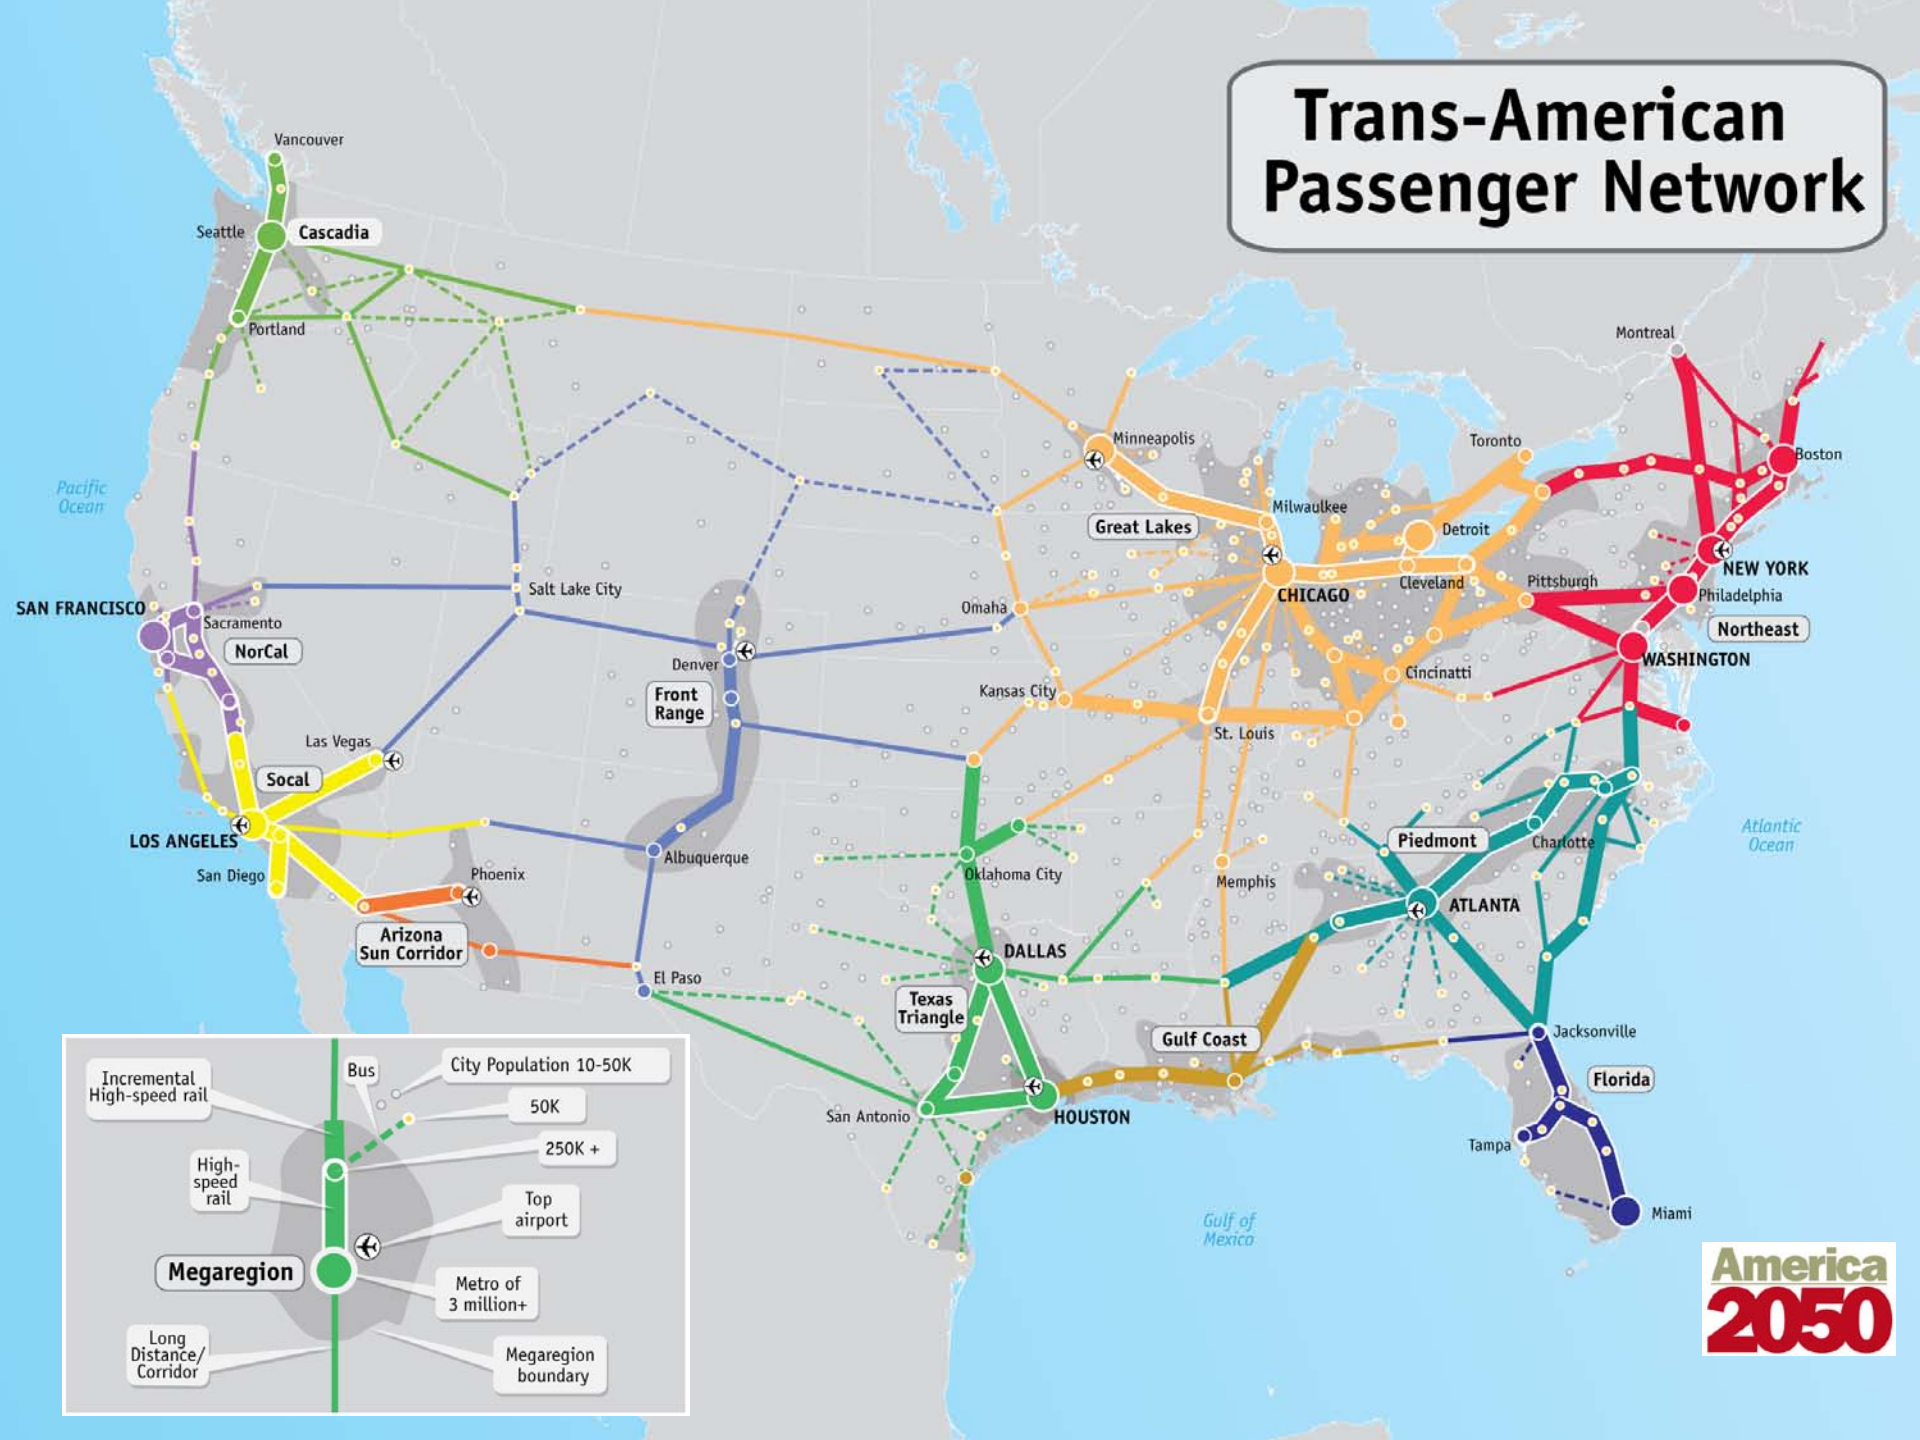 Trans-American
Passenger Network
Vancouver
Seattle
Cascadia
Portland
Montreal
Minneapolis
Toronto
Boston
Pacific
Ocean
Milwaukee
Great Lakes
Detroit
NEW YORK
Cleveland
Pittsburgh
Philadelphia
Salt Lake City
CHICAGO
SAN FRANCISCO
Omaha
Sacramento
Northeast
NorCal
WASHINGTON
Denver
Cincinatti
Front
Range
Kansas City
St. Louis
Las Vegas
Socal
Atlantic
Ocean
LOS ANGELES
Piedmont
Charlotte
Albuquerque
San Diego
Phoenix
Oklahoma City
Memphis
ATLANTA
Arizona
Sun Corridor
DALLAS
El Paso
Texas
Triangle
Gulf Coast
Jacksonville
Florida
San Antonio
HOUSTON
Tampa
Miami
Gulf of
Mexico
Incremental
High-speed rail
Bus
City Population 10-50K
50K
250K +
High-
speed
rail
Top
airport
Megaregion
Metro of
3 million+
Long
Distance/
Corridor
Megaregion
boundary
America
2050